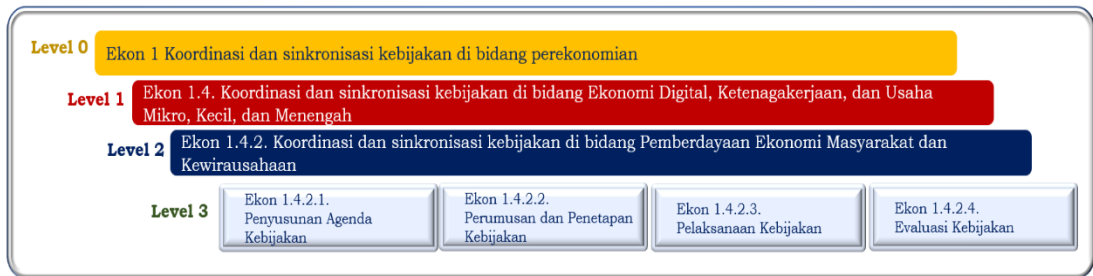 Level 0
Ekon 1 Koordinasi dan sinkronisasi kebijakan di bidang perekonomian
Level 1
Ekon 1.4. Koordinasi dan sinkronisasi kebijakan di bidang Ekonomi Digital, Ketenagakerjaan, dan Usaha
Mikro, Kecil, dan Menengah
Level 2
Ekon 1.4.2. Koordinasi dan sinkronisasi kebijakan di bidang Pemberdayaan Ekonomi Masyarakat dan
Kewirausahaan
Level 3
Ekon 1.4.2.1.
Penyusunan Agenda
Kebijakan
Ekon 1.4.2.2.
Perumusan dan Penetapan
Kebijakan
Ekon 1.4.2.3.
Pelaksanaan Kebijakan
Ekon 1.4.2.4.
Evaluasi Kebijakan